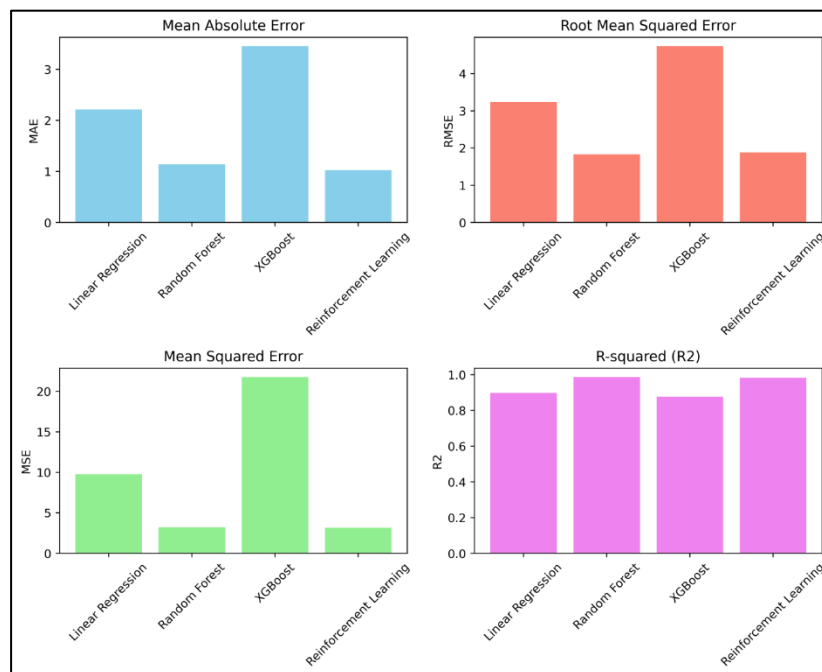 Mean Absolute Error
MAE
3
2
1
0
Linear Regression
Random Forest
XGBoost
Reinforcement Learning
Root Mean Squared Error
RMSE
4
3
2
1
0
Linear Regression
Random Forest
XGBoost
Reinforcement Learning
Mean Squared Error
MSE
20
15
10
5
0
Linear Regression
Random Forest
XGBoost
Reinforcement Learning
R-squared (R2)
R2
1.0
0.8
0.6
0.4
0.2
0.0
Linear Regression
Random Forest
XGBoost
Reinforcement Learning